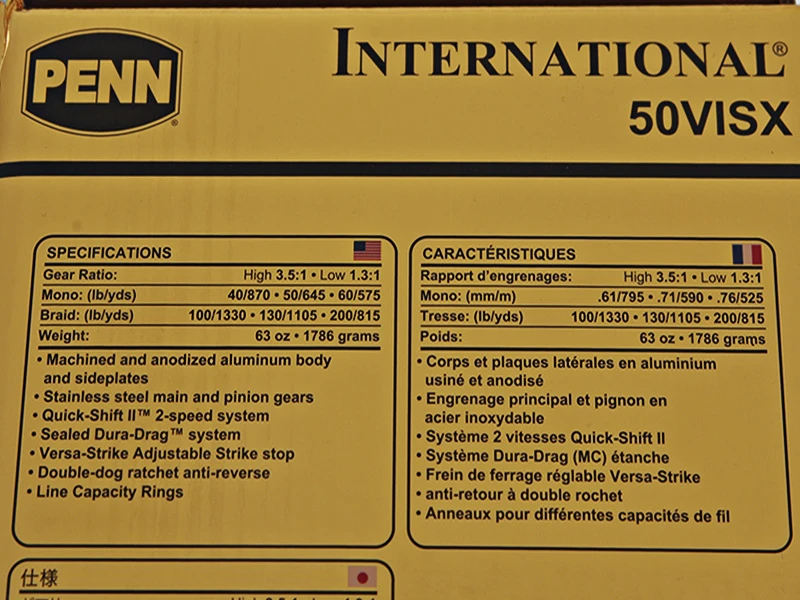 PENN®
INTERNATIONAL®
50VISX
SPECIFICATIONS
Gear Ratio: High 3.5:1 • Low 1.3:1
Mono: (lb/yds) 40/870 • 50/645 • 60/575
Braid: (lb/yds) 100/1330 • 130/1105 • 200/815
Weight: 63 oz • 1786 grams
• Machined and anodized aluminum body
and sideplates
• Stainless steel main and pinion gears
• Quick-Shift II™ 2-speed system
• Sealed Dura-Drag™ system
• Versa-Strike Adjustable Strike stop
• Double-dog ratchet anti-reverse
• Line Capacity Rings
CARACTÉRISTIQUES
Rapport d'engrenages: High 3.5:1 • Low 1.3:1
Mono: (mm/m) .61/795 • .71/590 • .76/525
Tresse: (lb/yds) 100/1330 • 130/1105 • 200/815
Poids: 63 oz • 1786 grams
• Corps et plaques latérales en aluminium
usiné et anodisé
• Engrenage principal et pignon en
acier inoxydable
• Système 2 vitesses Quick-Shift II
• Système Dura-Drag (MC) étanche
• Frein de ferrage réglable Versa-Strike
• anti-retour à double rochet
• Anneaux pour différentes capacités de fil
仕様